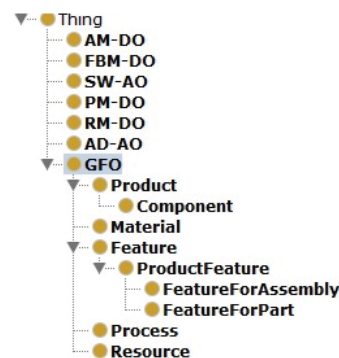 Thing
AM-DO
FBM-DO
SW-AO
PM-DO
RM-DO
AD-AO
GFO
Product
Component
Material
Feature
ProductFeature
FeatureForAssembly
FeatureForPart
Process
Resource